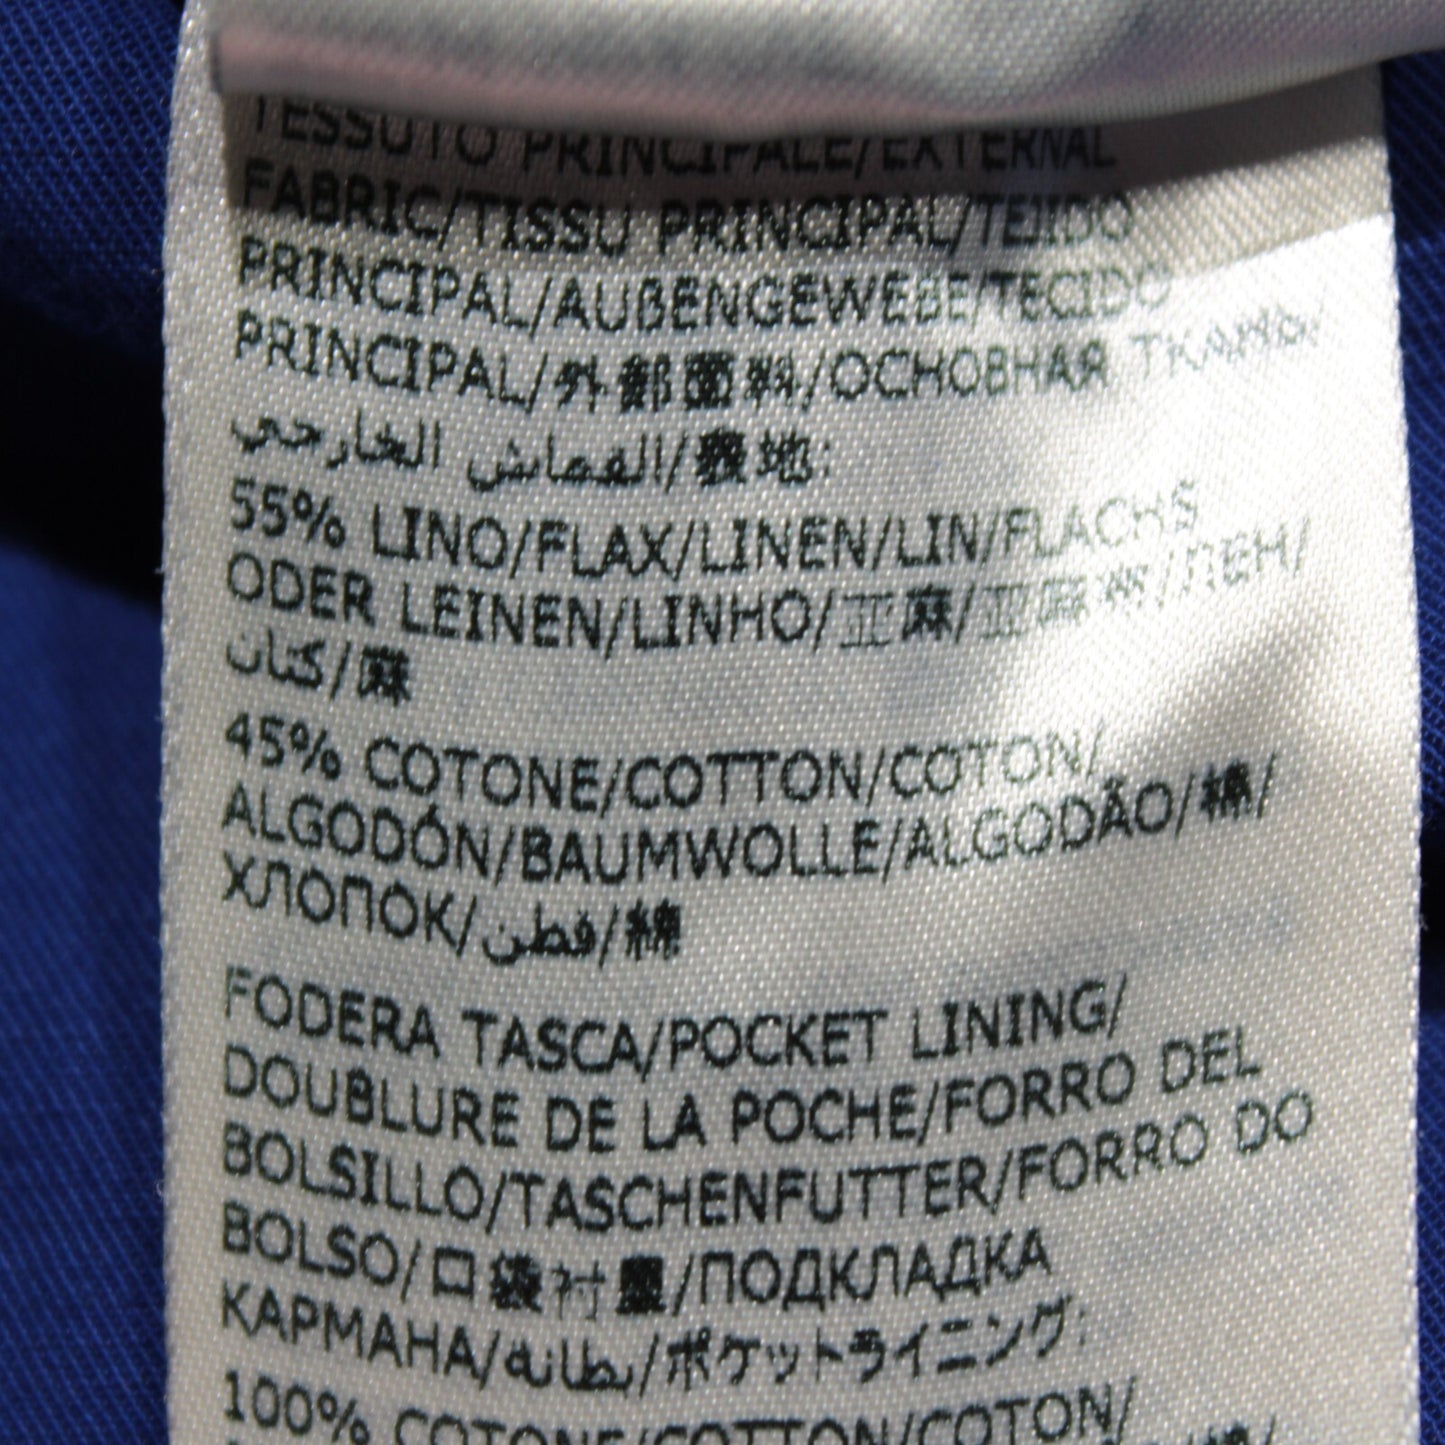 TESSUTO PRINCIPALE/EXTERNAL
FABRIC/TISSU PRINCIPAL/TEJIDO
PRINCIPAL/AUßENGEWEBE/TECIDO
PRINCIPAL/外部面料/ОСНОВНАЯ ТКАНЬ/
القماش الخارجي/表地:
55% LINO/FLAX/LINEN/LIN/FLACHS
ODER LEINEN/LINHO/亚麻/亚麻布/ЛЕН/
كتان/麻
45% COTONE/COTTON/COTON/
ALGODÓN/BAUMWOLLE/ALGODÃO/棉/
ХЛОПОК/قطن/綿
FODERA TASCA/POCKET LINING/
DOUBLURE DE LA POCHE/FORRO DEL
BOLSILLO/TASCHENFUTTER/FORRO DO
BOLSO/口袋衬里/ПОДКЛАДКА
КАРМАНА/بطانة/ポケットライニング:
100% COTONE/COTTON/COTON/